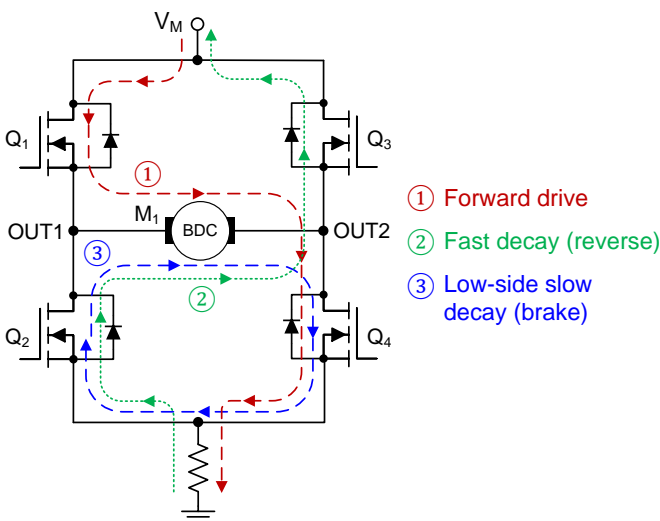 V_M
Q₁
Q₃
①
M₁
BDC
OUT1
OUT2
③
②
Q₂
Q₄
① Forward drive
② Fast decay (reverse)
③ Low-side slow
decay (brake)